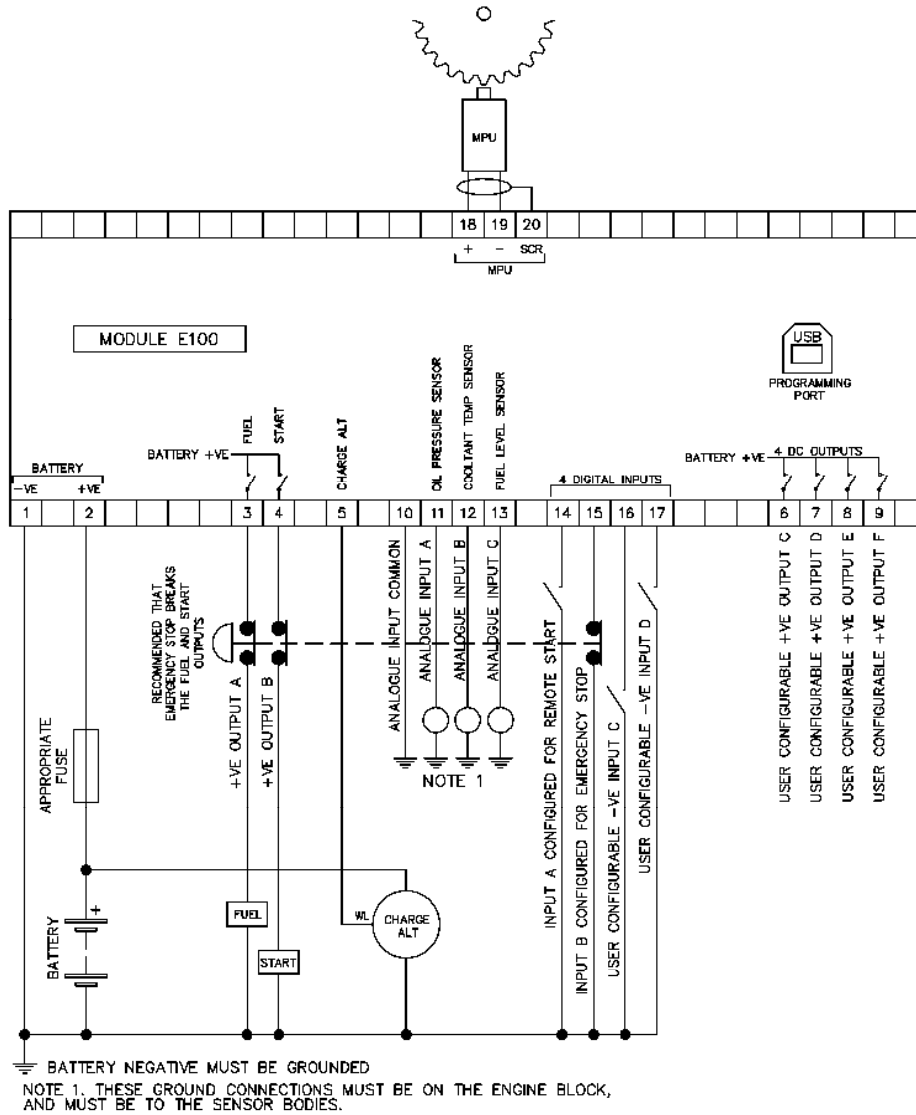 MPU
18 19 20
+ − SCR
MPU
MODULE E100
USB
PROGRAMMING
PORT
FUEL
START
CHARGE ALT
OIL PRESSURE SENSOR
COOLTANT TEMP SENSOR
FUEL LEVEL SENSOR
BATTERY +VE
BATTERY
−VE +VE
4 DIGITAL INPUTS
4 DC OUTPUTS
BATTERY +VE
1 2 3 4 5 10 11 12 13 14 15 16 17 6 7 8 9
RECOMMENDED THAT
EMERGENCY STOP BREAKS
THE FUEL AND START
OUTPUTS
+VE OUTPUT A
+VE OUTPUT B
ANALOGUE INPUT COMMON
ANALOGUE INPUT A
ANALOGUE INPUT B
ANALOGUE INPUT C
NOTE 1
INPUT A CONFIGURED FOR REMOTE START
INPUT B CONFIGURED FOR EMERGENCY STOP
USER CONFIGURABLE −VE INPUT C
USER CONFIGURABLE −VE INPUT D
USER CONFIGURABLE +VE OUTPUT C
USER CONFIGURABLE +VE OUTPUT D
USER CONFIGURABLE +VE OUTPUT E
USER CONFIGURABLE +VE OUTPUT F
APPROPRIATE
FUSE
BATTERY
+
FUEL
START
WL
CHARGE
ALT
BATTERY NEGATIVE MUST BE GROUNDED
NOTE 1. THESE GROUND CONNECTIONS MUST BE ON THE ENGINE BLOCK,
AND MUST BE TO THE SENSOR BODIES.